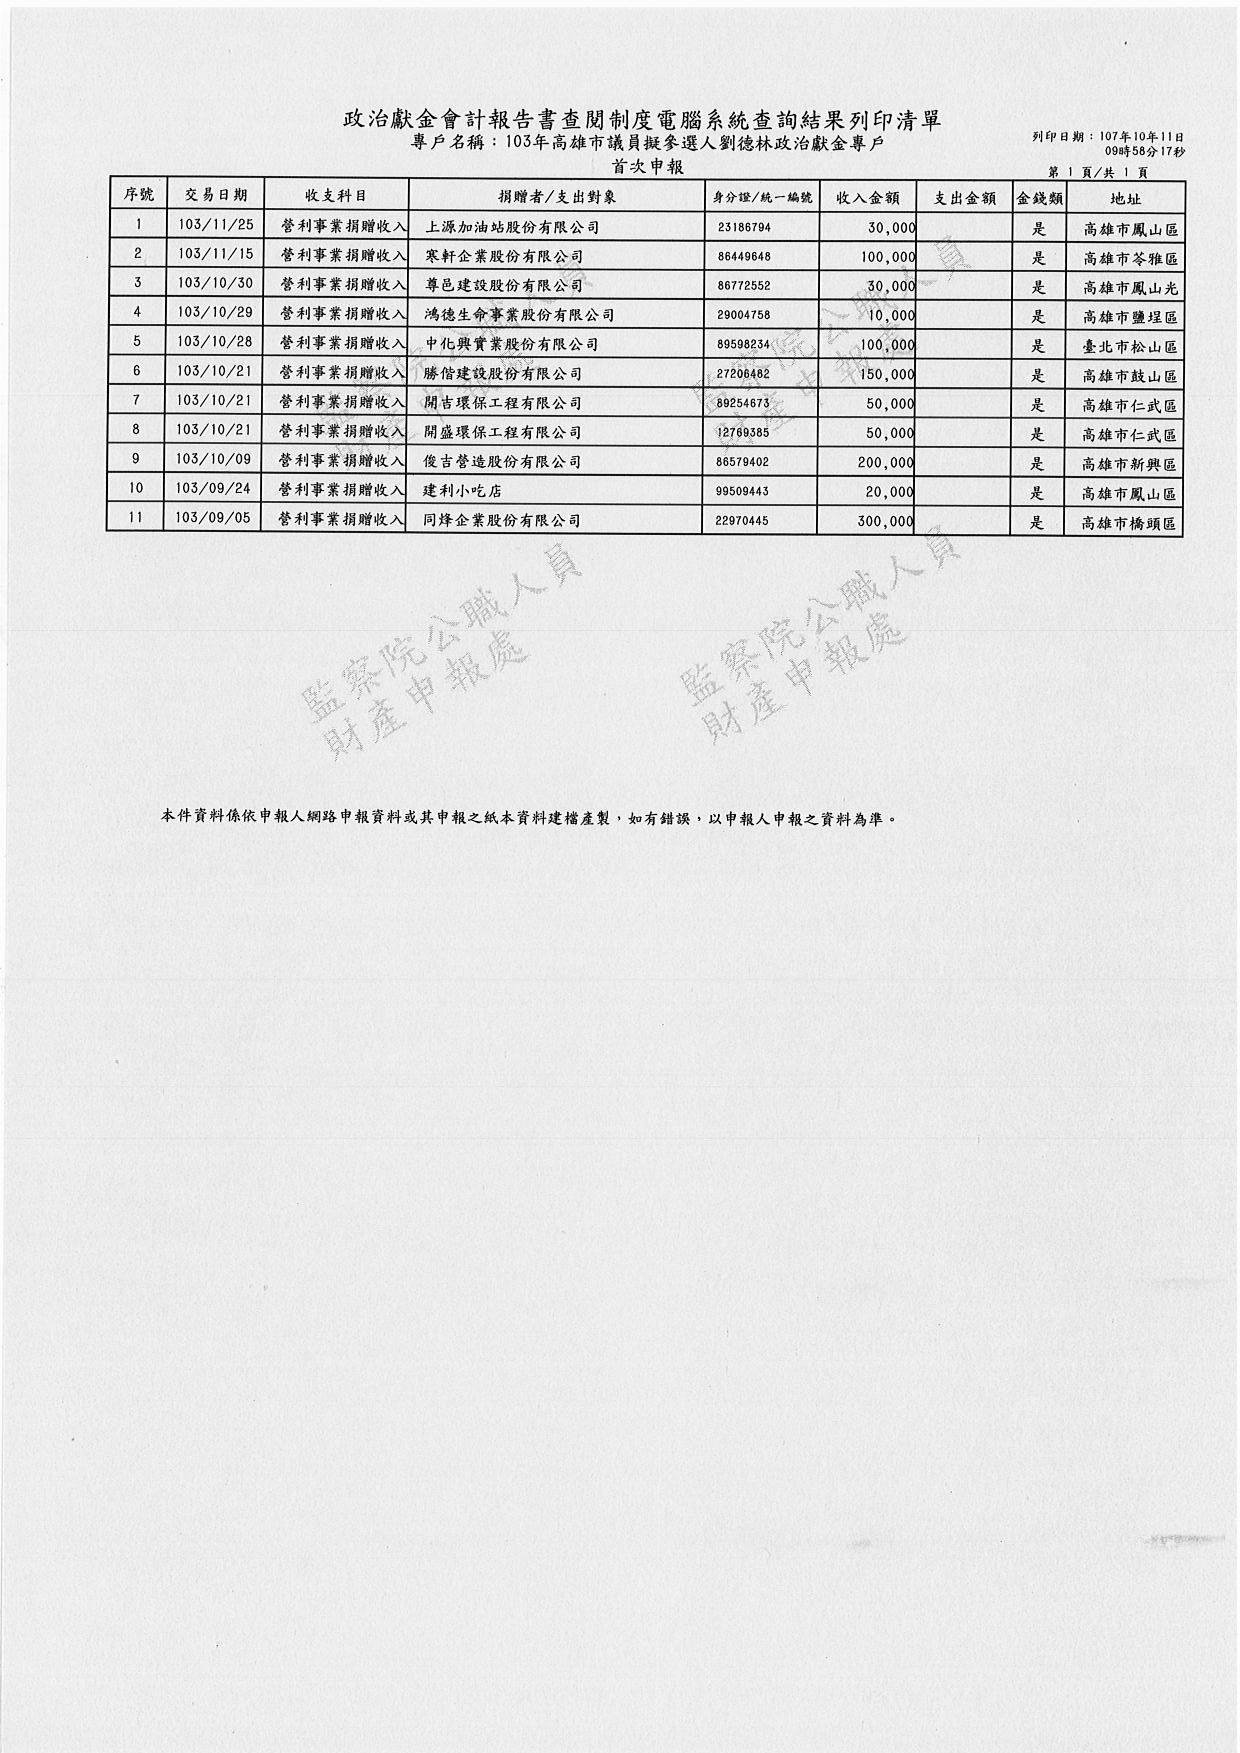 政治獻金會計報告書查閱制度電腦系統查詢結果列印清單
專戶名稱：103年高雄市議員擬參選人劉德林政治獻金專戶
首次申報
列印日期：107年10年11日
09時58分17秒
第 1 頁/共 1 頁
序號 交易日期 收支科目 捐贈者/支出對象 身分證/統一編號 收入金額 支出金額 金錢類 地址
1 103/11/25 營利事業捐贈收入 上源加油站股份有限公司 23186794 30,000 是 高雄市鳳山區
2 103/11/15 營利事業捐贈收入 寒軒企業股份有限公司 86449648 100,000 是 高雄市苓雅區
3 103/10/30 營利事業捐贈收入 尊邑建設股份有限公司 86772552 30,000 是 高雄市鳳山光
4 103/10/29 營利事業捐贈收入 鴻德生命事業股份有限公司 29004758 10,000 是 高雄市鹽埕區
5 103/10/28 營利事業捐贈收入 中化興實業股份有限公司 89598234 100,000 是 臺北市松山區
6 103/10/21 營利事業捐贈收入 勝偕建設股份有限公司 27206482 150,000 是 高雄市鼓山區
7 103/10/21 營利事業捐贈收入 開吉環保工程有限公司 89254673 50,000 是 高雄市仁武區
8 103/10/21 營利事業捐贈收入 開盛環保工程有限公司 12769385 50,000 是 高雄市仁武區
9 103/10/09 營利事業捐贈收入 俊吉營造股份有限公司 86579402 200,000 是 高雄市新興區
10 103/09/24 營利事業捐贈收入 建利小吃店 99509443 20,000 是 高雄市鳳山區
11 103/09/05 營利事業捐贈收入 同烽企業股份有限公司 22970445 300,000 是 高雄市橋頭區
監察院公職人員
財產申報處
監察院公職人員
財產申報處
監察院公職人員
財產申報處
監察院公職人員
財產申報處
本件資料係依申報人網路申報資料或其申報之紙本資料建檔產製，如有錯誤，以申報人申報之資料為準。